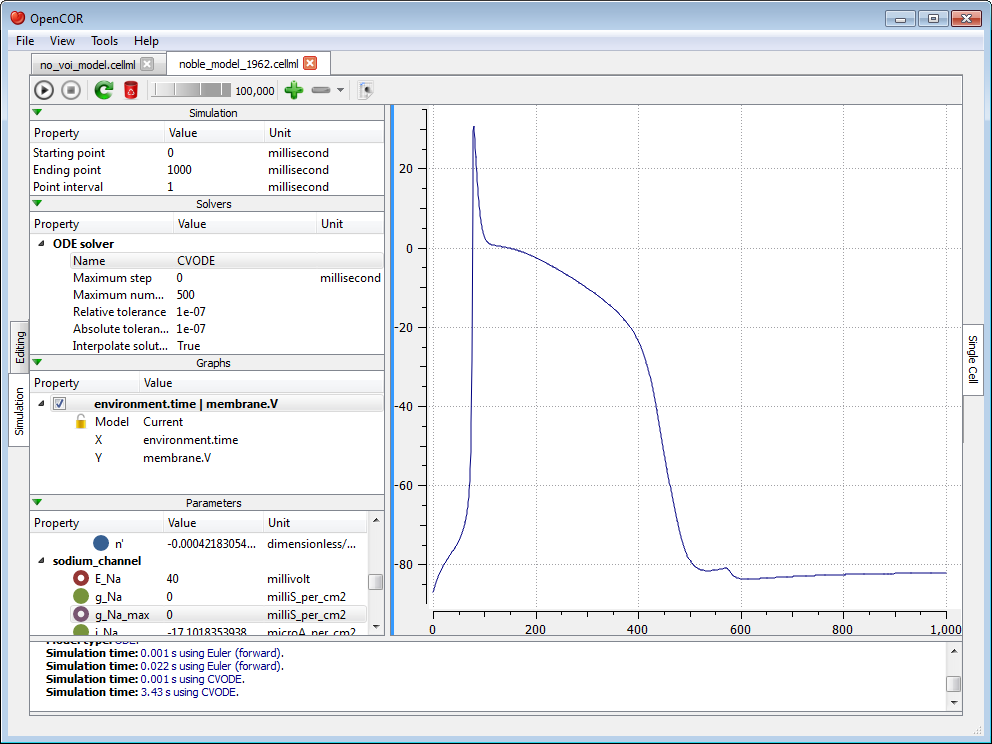 OpenCOR
File View Tools Help
no_voi_model.cellml noble_model_1962.cellml
100,000
Simulation
Property Value Unit
Starting point 0 millisecond
Ending point 1000 millisecond
Point interval 1 millisecond
Solvers
Property Value Unit
ODE solver
Name CVODE
Maximum step 0 millisecond
Maximum num... 500
Relative tolerance 1e-07
Absolute toleran... 1e-07
Interpolate solut... True
Graphs
Property Value
environment.time | membrane.V
Model Current
X environment.time
Y membrane.V
Parameters
Property Value Unit
n' -0.00042183054... dimensionless/...
sodium_channel
E_Na 40 millivolt
g_Na 0 milliS_per_cm2
g_Na_max 0 milliS_per_cm2
i_Na -17.1018353938... microA_per_cm2
Editing
Simulation
20
0
-20
-40
-60
-80
0 200 400 600 800 1,000
Single Cell
Simulation time: 0.001 s using Euler (forward).
Simulation time: 0.022 s using Euler (forward).
Simulation time: 0.001 s using CVODE.
Simulation time: 3.43 s using CVODE.